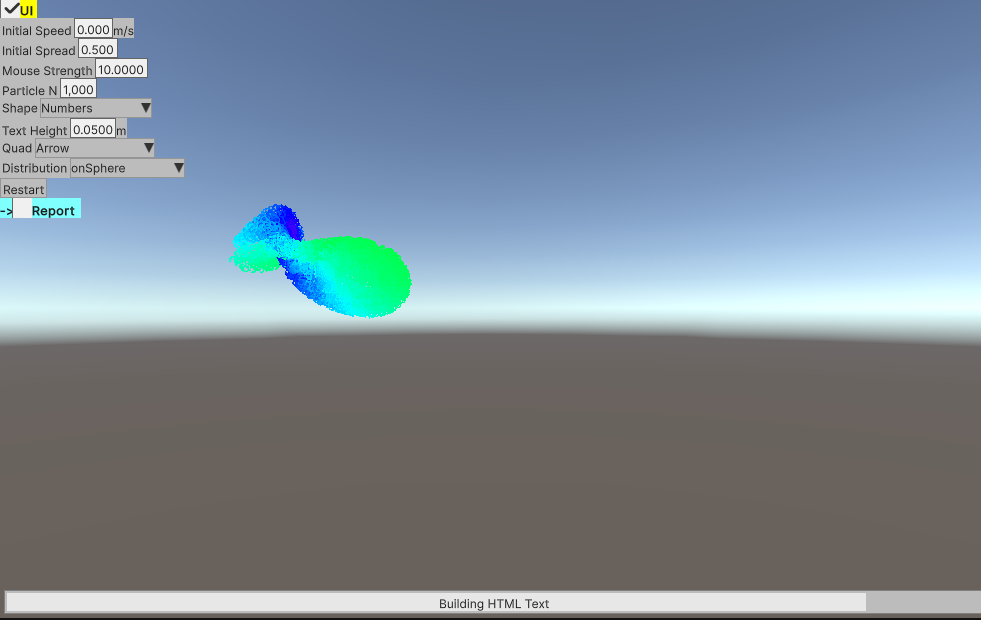 UI
Initial Speed 0.000 m/s
Initial Spread 0.500
Mouse Strength 10.0000
Particle N 1,000
Shape Numbers
Text Height 0.0500 m
Quad Arrow
Distribution onSphere
Restart
-> Report
Building HTML Text